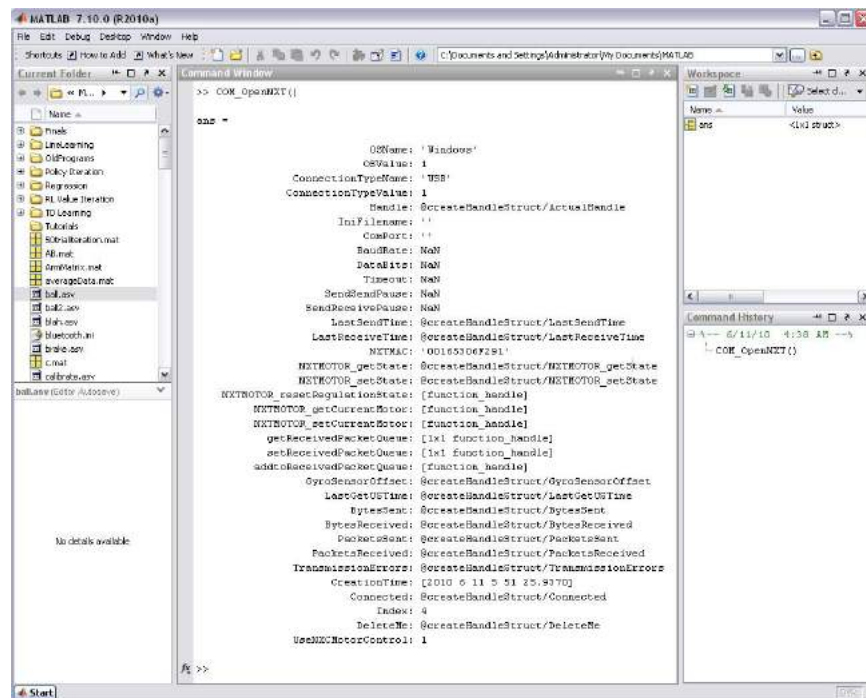 MATLAB 7.10.0 (R2010a)
File Edit Debug Desktop Window Help
Shortcuts How to Add What's New C:\Documents and Settings\Administrator\My Documents\MATLAB
Current Folder
« M...
Name
Finals
LineLearning
OldPrograms
Policy Iteration
Regression
RL Value Iteration
TD Learning
Tutorials
50trialIteration.mat
AB.mat
ArmMatrix.mat
averageData.mat
ball.asv
ball2.asv
blah.asv
bluetooth.ini
brake.asv
c.mat
calibrate.asv
ball.asv (Editor Autosave)
No details available
Command Window
>> COM_OpenNXT()
ans =
OSName: 'Windows'
OSValue: 1
ConnectionTypeName: 'USB'
ConnectionTypeValue: 1
Handle: @createHandleStruct/ActualHandle
IniFilename: ''
ComPort: ''
BaudRate: NaN
DataBits: NaN
Timeout: NaN
SendSendPause: NaN
SendReceivePause: NaN
LastSendTime: @createHandleStruct/LastSendTime
LastReceiveTime: @createHandleStruct/LastReceiveTime
NXTMAC: '00165306F291'
NXTMOTOR_getState: @createHandleStruct/NXTMOTOR_getState
NXTMOTOR_setState: @createHandleStruct/NXTMOTOR_setState
NXTMOTOR_resetRegulationState: [function_handle]
NXTMOTOR_getCurrentMotor: [function_handle]
NXTMOTOR_setCurrentMotor: [function_handle]
getReceivedPacketQueue: [1x1 function_handle]
setReceivedPacketQueue: [1x1 function_handle]
addtoReceivedPacketQueue: [function_handle]
GyroSensorOffset: @createHandleStruct/GyroSensorOffset
LastGetUSTime: @createHandleStruct/LastGetUSTime
BytesSent: @createHandleStruct/BytesSent
BytesReceived: @createHandleStruct/BytesReceived
PacketsSent: @createHandleStruct/PacketsSent
PacketsReceived: @createHandleStruct/PacketsReceived
TransmissionErrors: @createHandleStruct/TransmissionErrors
CreationTime: [2010 6 11 5 51 25.9370]
Connected: @createHandleStruct/Connected
Index: 4
DeleteMe: @createHandleStruct/DeleteMe
UseNXCMotorControl: 1
fx >>
Workspace
Select d...
Name Value
ans <1x1 struct>
Command History
%-- 6/11/10 4:38 AM --%
COM_OpenNXT()
Start
OVR